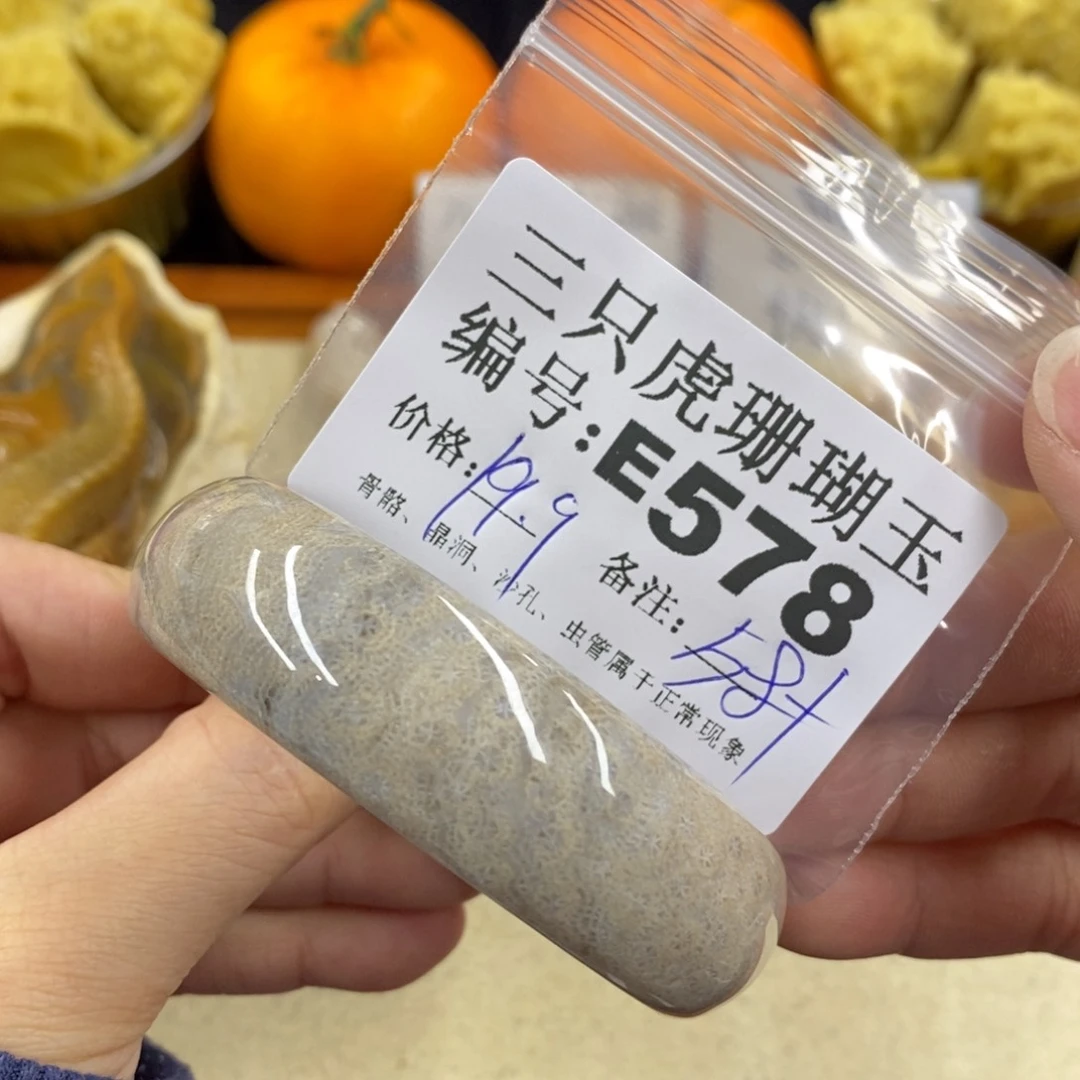 三只虎珊瑚玉
编号:E578
价格:19.9 备注:58+
骨骼、晶洞、沙孔、虫管属于正常现象